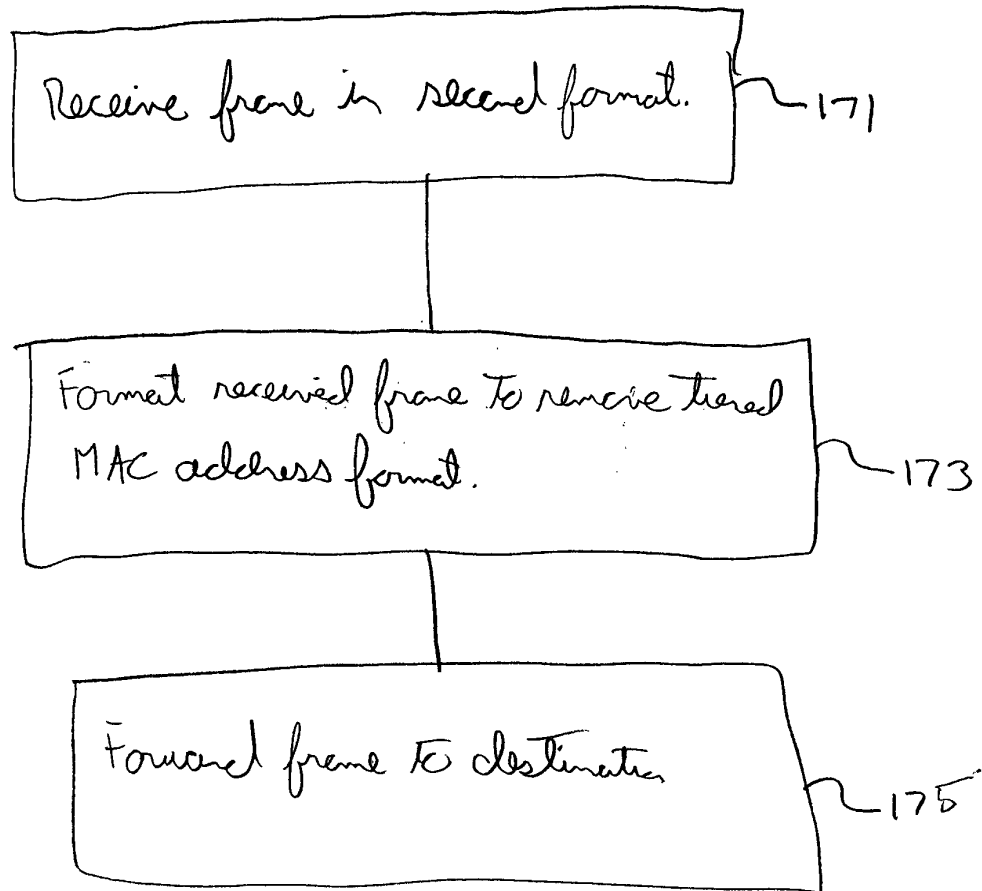 Receive frame in second format.
171
Format received frame to remove tiered
MAC address format.
173
Forward frame to destination
175